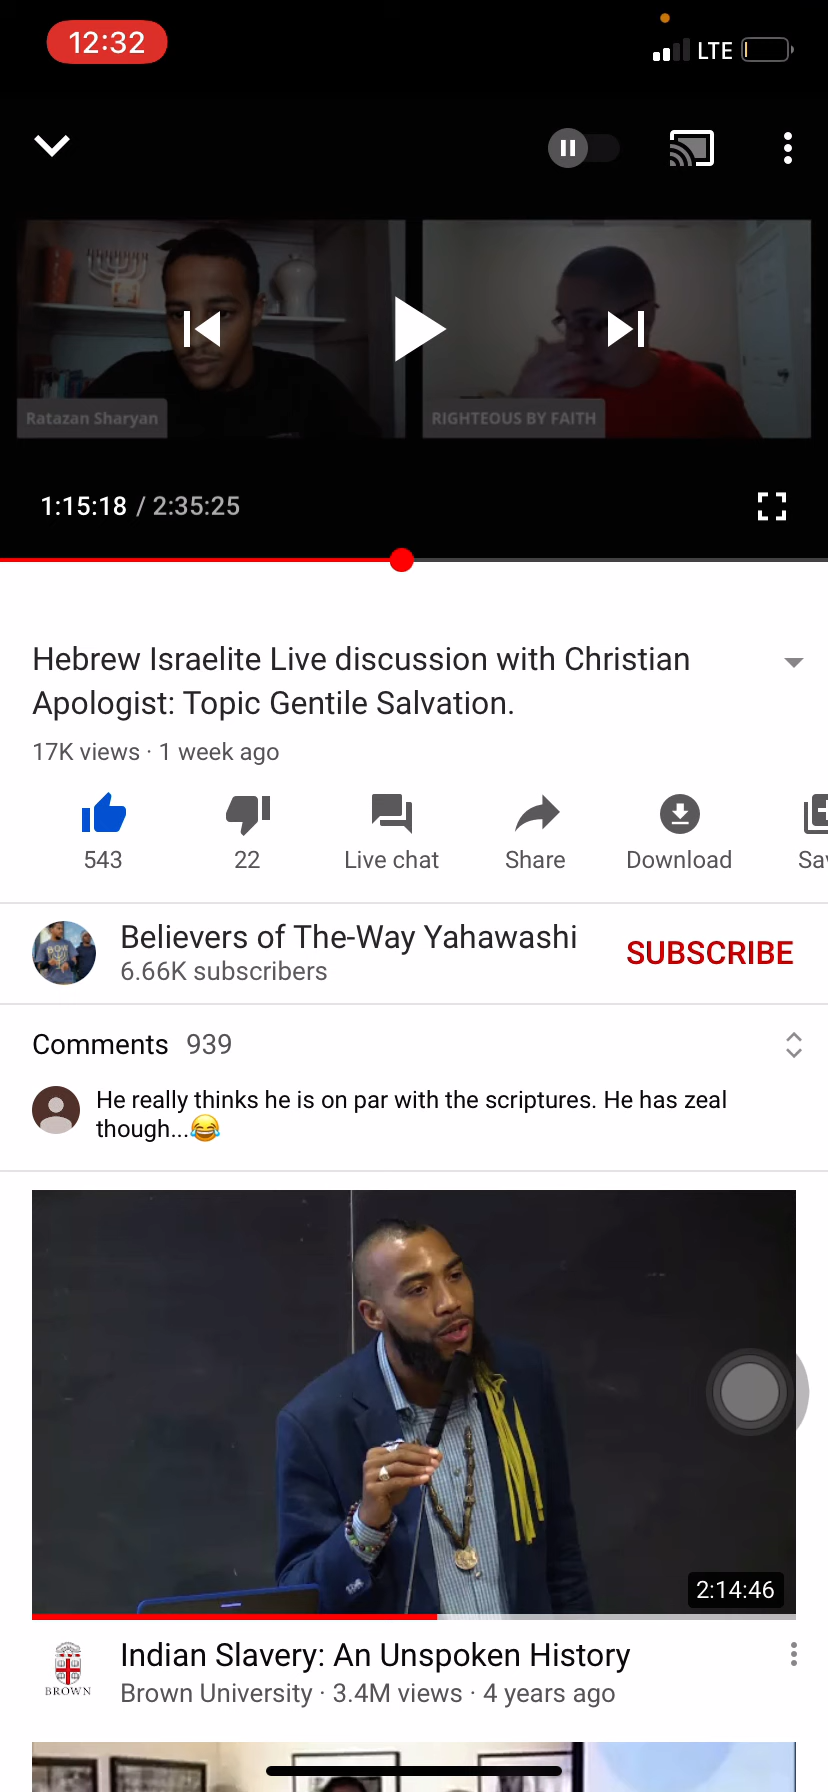 12:32
LTE
Ratazan Sharyan
RIGHTEOUS BY FAITH
1:15:18 / 2:35:25
Hebrew Israelite Live discussion with Christian
Apologist: Topic Gentile Salvation.
17K views · 1 week ago
543
22
Live chat
Share
Download
Sav
Believers of The-Way Yahawashi
6.66K subscribers
SUBSCRIBE
Comments 939
He really thinks he is on par with the scriptures. He has zeal
though...😂
2:14:46
BROWN
Indian Slavery: An Unspoken History
Brown University · 3.4M views · 4 years ago